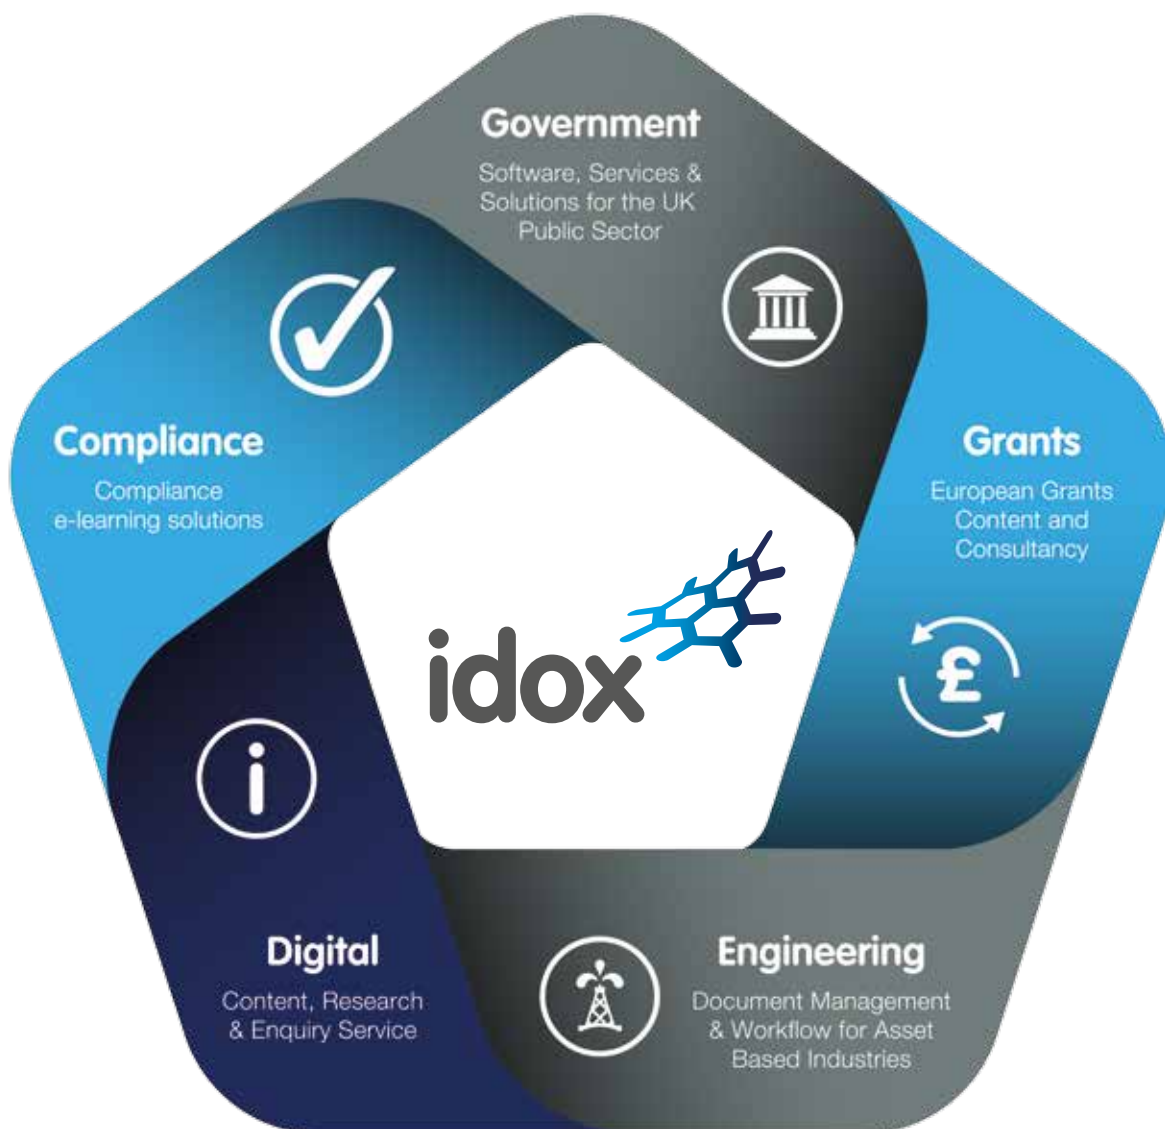 Government
Software, Services &
Solutions for the UK
Public Sector
Compliance
Compliance
e-learning solutions
Grants
European Grants
Content and
Consultancy
£
idox
i
Digital
Content, Research
& Enquiry Service
Engineering
Document Management
& Workflow for Asset
Based Industries